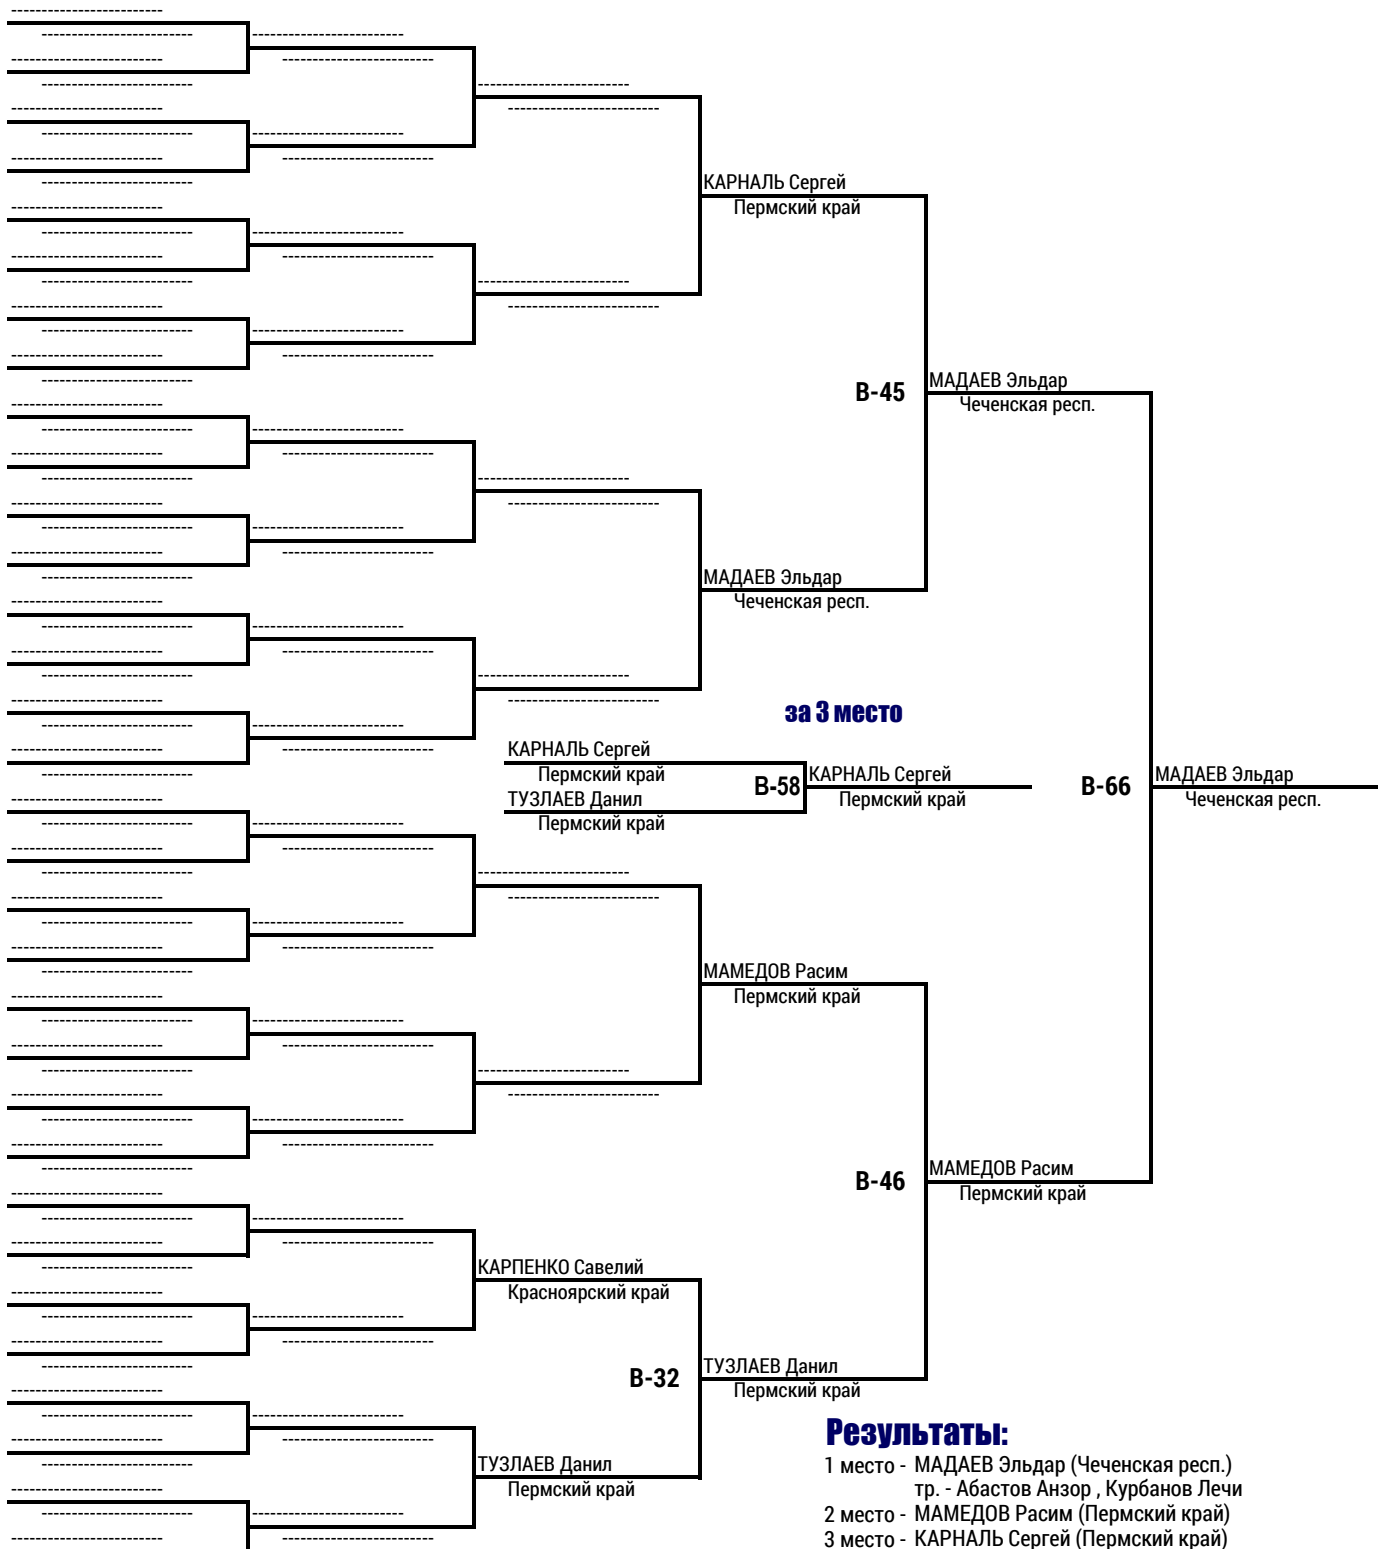 КАРНАЛЬ Сергей
Пермский край
В-45
МАДАЕВ Эльдар
Чеченская респ.
МАДАЕВ Эльдар
Чеченская респ.
за 3 место
КАРНАЛЬ Сергей
Пермский край
ТУЗЛАЕВ Данил
Пермский край
В-58
КАРНАЛЬ Сергей
Пермский край
В-66
МАДАЕВ Эльдар
Чеченская респ.
МАМЕДОВ Расим
Пермский край
В-46
МАМЕДОВ Расим
Пермский край
КАРПЕНКО Савелий
Красноярский край
В-32
ТУЗЛАЕВ Данил
Пермский край
ТУЗЛАЕВ Данил
Пермский край
Результаты:
1 место - МАДАЕВ Эльдар (Чеченская респ.)
тр. - Абастов Анзор , Курбанов Лечи
2 место - МАМЕДОВ Расим (Пермский край)
3 место - КАРНАЛЬ Сергей (Пермский край)